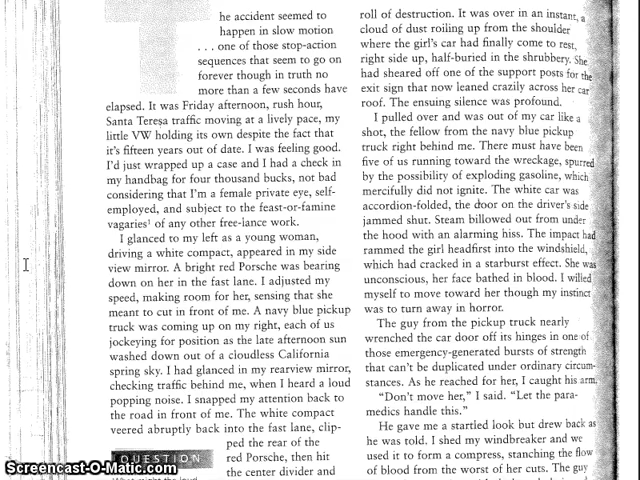 T
he accident seemed to
happen in slow motion
. . . one of those stop-action
sequences that seem to go on
forever though in truth no
more than a few seconds have
elapsed. It was Friday afternoon, rush hour,
Santa Teresa traffic moving at a lively pace, my
little VW holding its own despite the fact that
it's fifteen years out of date. I was feeling good.
I'd just wrapped up a case and I had a check in
my handbag for four thousand bucks, not bad
considering that I'm a female private eye, self-
employed, and subject to the feast-or-famine
vagaries¹ of any other free-lance work.
I glanced to my left as a young woman,
driving a white compact, appeared in my side
view mirror. A bright red Porsche was bearing
down on her in the fast lane. I adjusted my
speed, making room for her, sensing that she
meant to cut in front of me. A navy blue pickup
truck was coming up on my right, each of us
jockeying for position as the late afternoon sun
washed down out of a cloudless California
spring sky. I had glanced in my rearview mirror,
checking traffic behind me, when I heard a loud
popping noise. I snapped my attention back to
the road in front of me. The white compact
veered abruptly back into the fast lane, clip-
ped the rear of the
red Porsche, then hit
the center divider and
QUESTION
What might the loud
roll of destruction. It was over in an instant, a
cloud of dust roiling up from the shoulder
where the girl's car had finally come to rest,
right side up, half-buried in the shrubbery. She
had sheared off one of the support posts for the
exit sign that now leaned crazily across her car
roof. The ensuing silence was profound.
I pulled over and was out of my car like a
shot, the fellow from the navy blue pickup
truck right behind me. There must have been
five of us running toward the wreckage, spurred
by the possibility of exploding gasoline, which
mercifully did not ignite. The white car was
accordion-folded, the door on the driver's side
jammed shut. Steam billowed out from under
the hood with an alarming hiss. The impact had
rammed the girl headfirst into the windshield,
which had cracked in a starburst effect. She was
unconscious, her face bathed in blood. I willed
myself to move toward her though my instinct
was to turn away in horror.
The guy from the pickup truck nearly
wrenched the car door off its hinges in one of
those emergency-generated bursts of strength
that can't be duplicated under ordinary circum-
stances. As he reached for her, I caught his arm.
"Don't move her," I said. "Let the para-
medics handle this."
He gave me a startled look but drew back as
he was told. I shed my windbreaker and we
used it to form a compress, stanching the flow
of blood from the worst of her cuts. The guy
Screencast-O-Matic.com